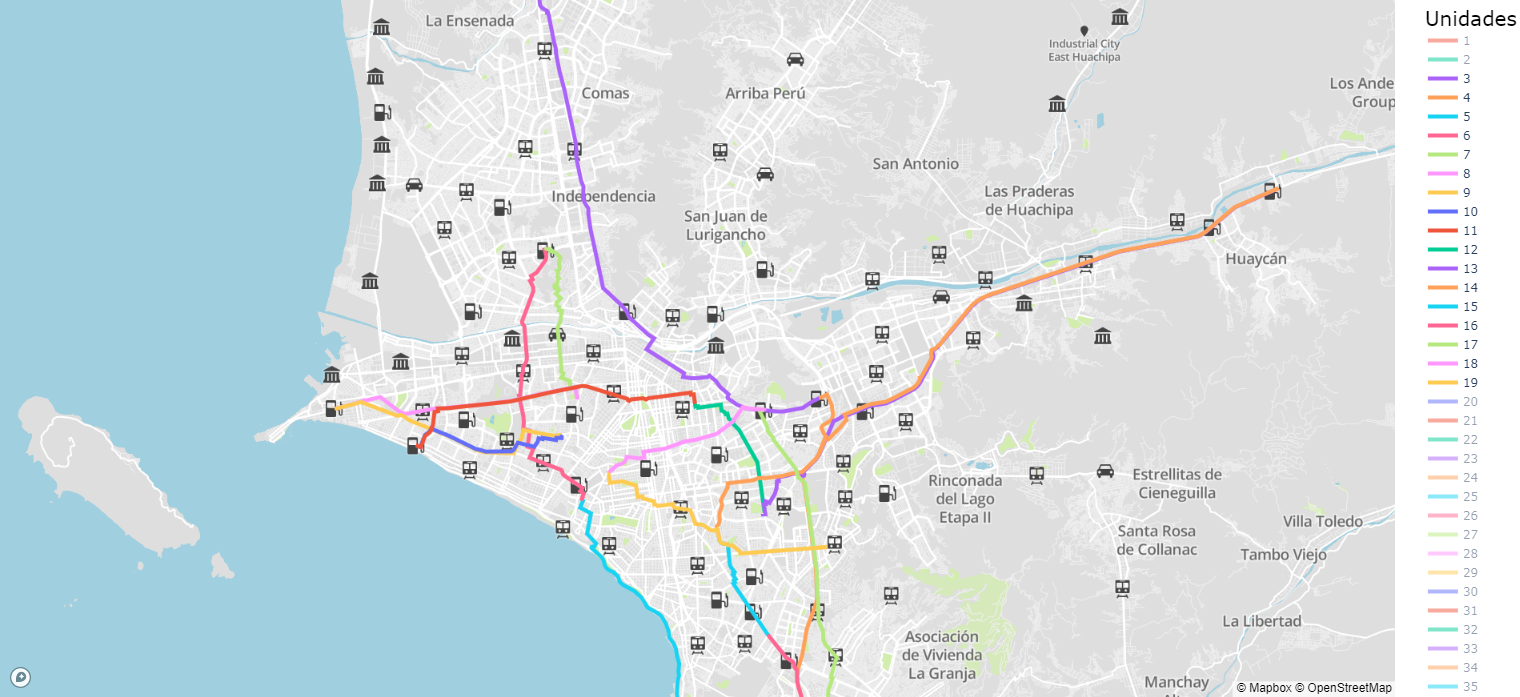 La Ensenada
Comas
Arriba Perú
Industrial City
East Huachipa
Los Ande
Group
San Antonio
Independencia
Las Praderas
de Huachipa
San Juan de
Lurigancho
Huaycán
Rinconada
del Lago
Etapa II
Estrellitas de
Cieneguilla
Santa Rosa
de Collanac
Villa Toledo
Tambo Viejo
La Libertad
Asociación
de Vivienda
La Granja
Manchay
© Mapbox © OpenStreetMap
Unidades
1
2
3
4
5
6
7
8
9
10
11
12
13
14
15
16
17
18
19
20
21
22
23
24
25
26
27
28
29
30
31
32
33
34
35